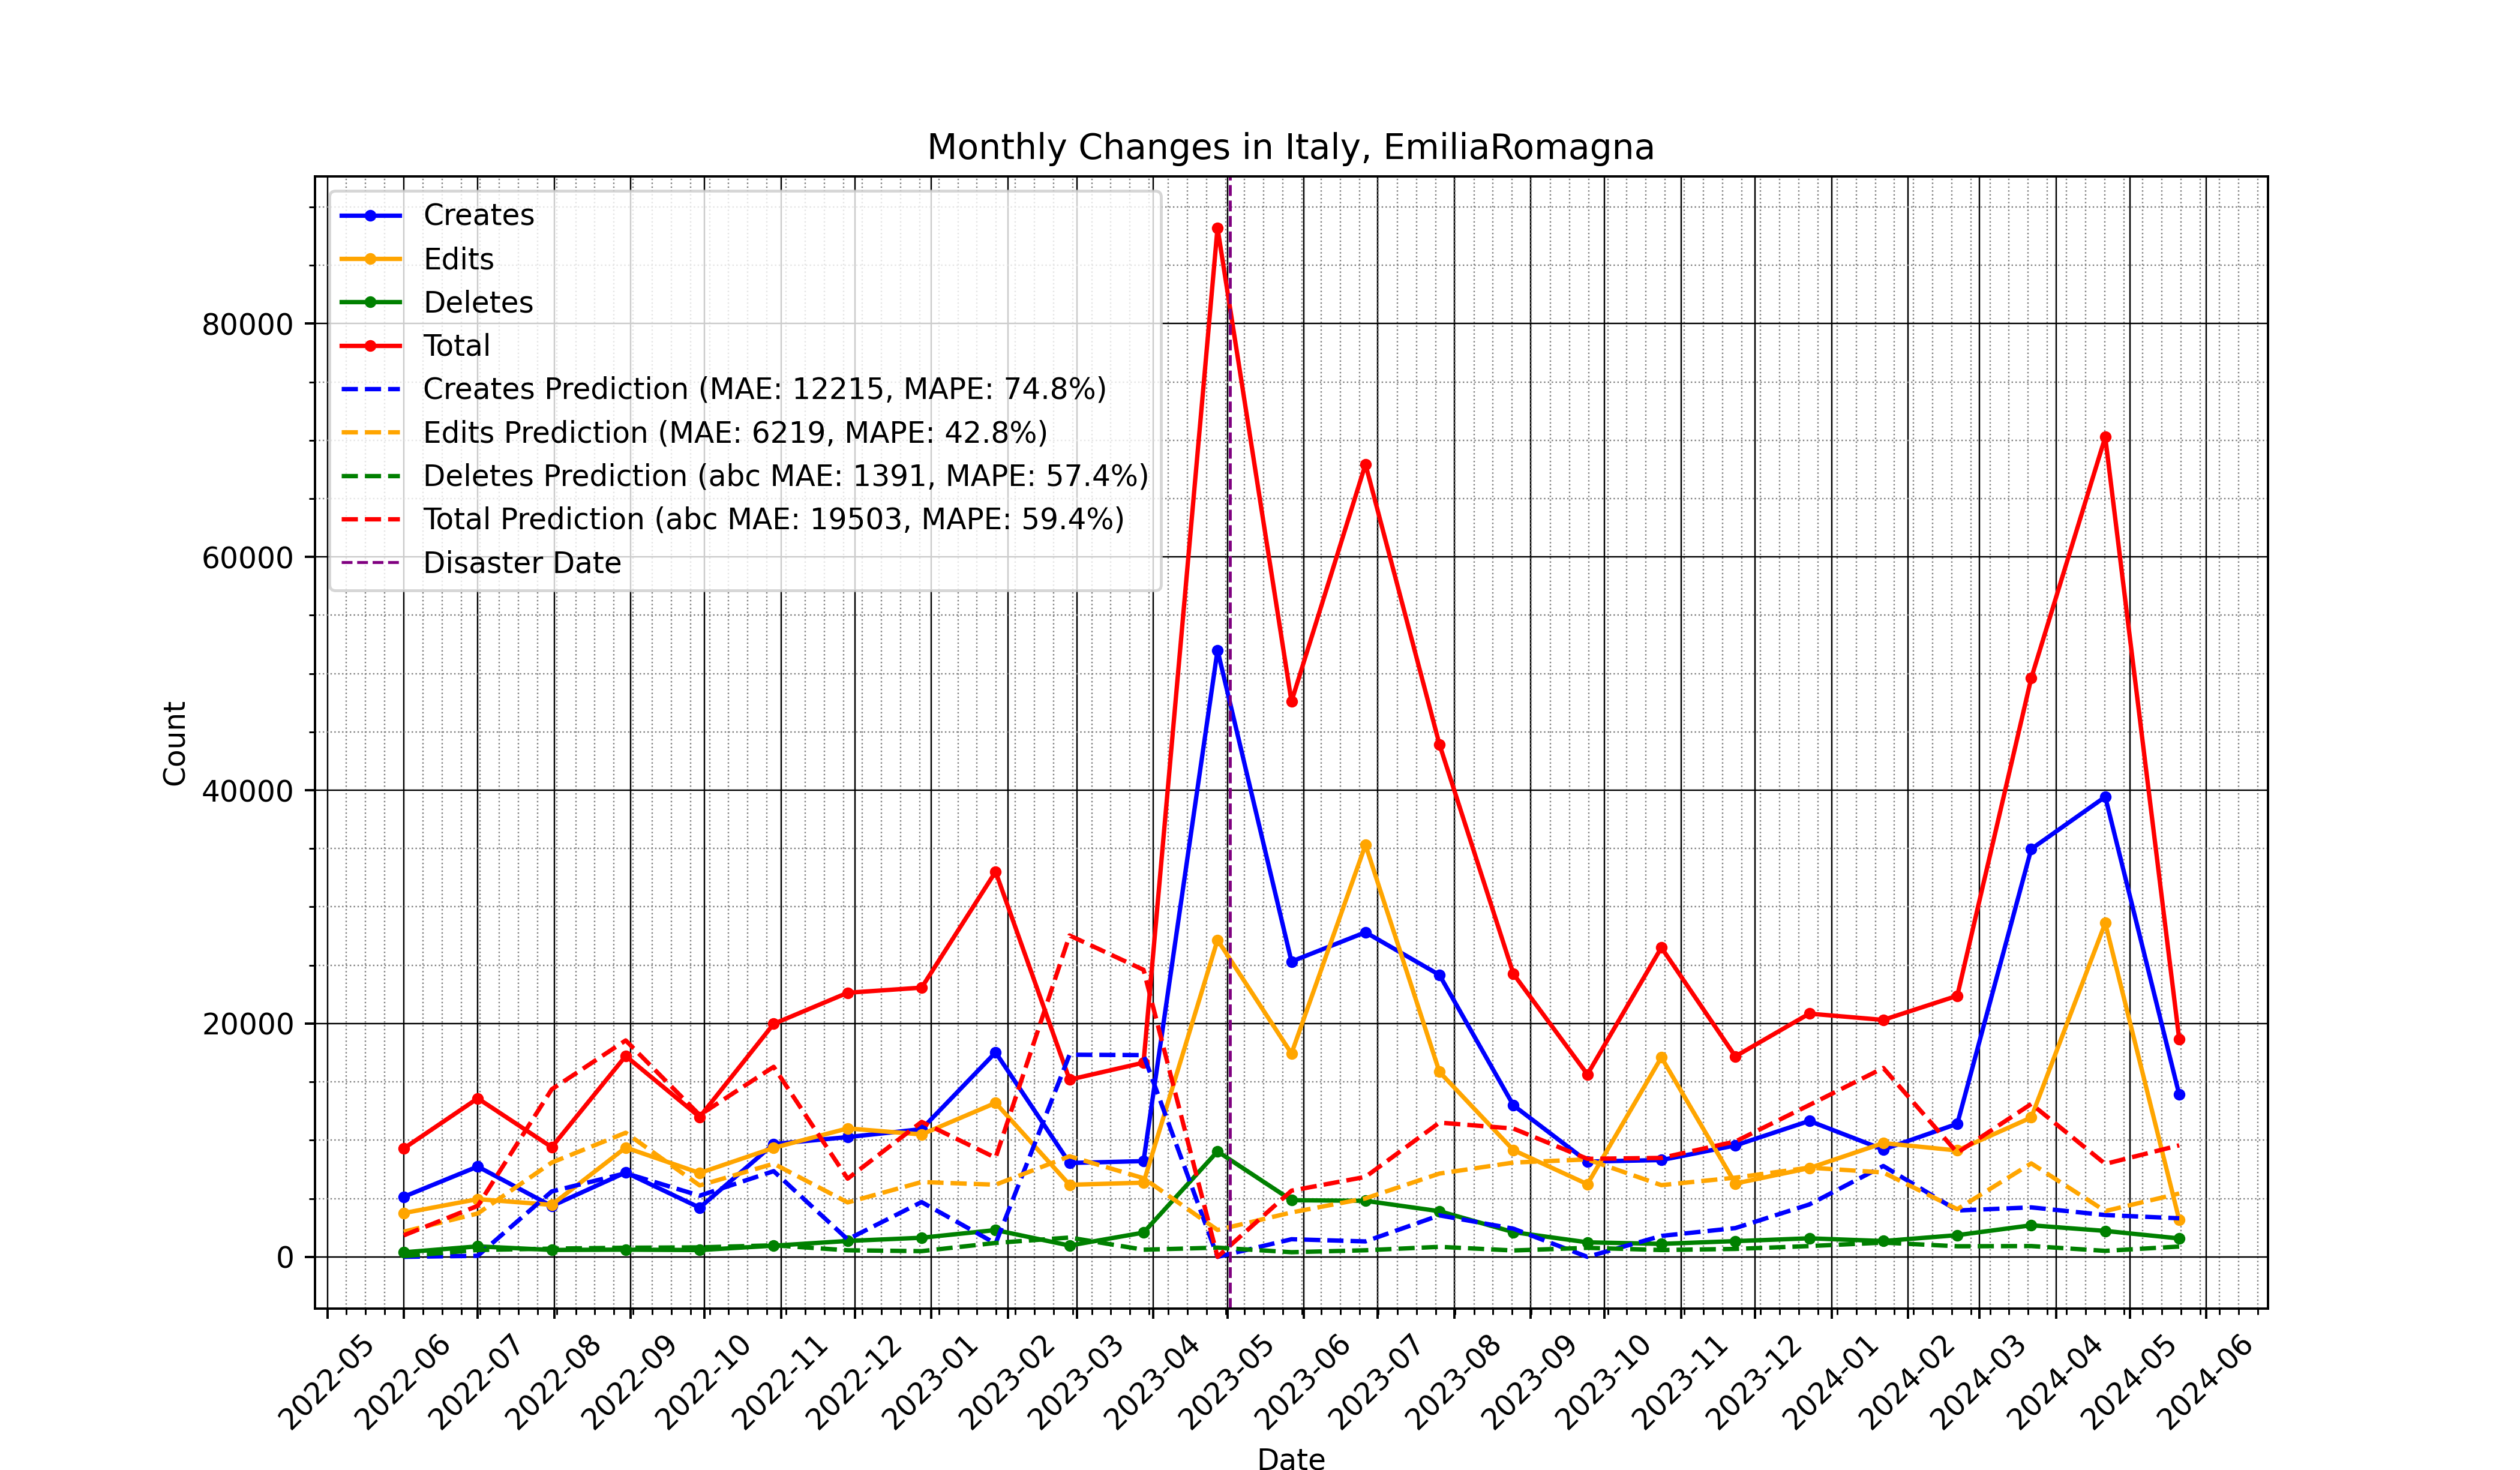 Monthly Changes in Italy, EmiliaRomagna
Creates
Edits
Deletes
Total
Creates Prediction (MAE: 12215, MAPE: 74.8%)
Edits Prediction (MAE: 6219, MAPE: 42.8%)
Deletes Prediction (abc MAE: 1391, MAPE: 57.4%)
Total Prediction (abc MAE: 19503, MAPE: 59.4%)
Disaster Date
80000
60000
40000
20000
0
Count
2022-05
2022-06
2022-07
2022-08
2022-09
2022-10
2022-11
2022-12
2023-01
2023-02
2023-03
2023-04
2023-05
2023-06
2023-07
2023-08
2023-09
2023-10
2023-11
2023-12
2024-01
2024-02
2024-03
2024-04
2024-05
2024-06
Date